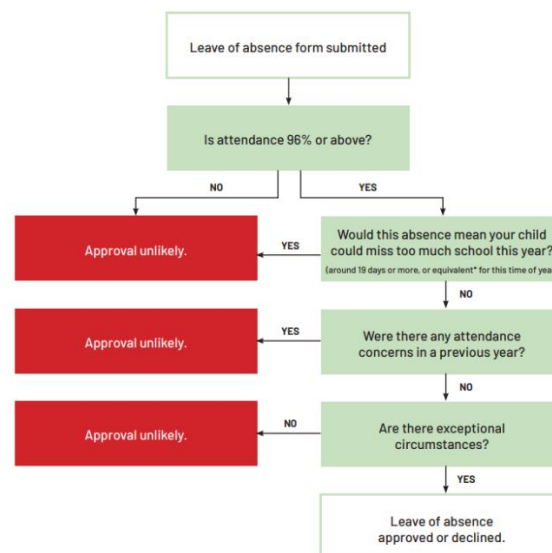 Leave of absence form submitted
Is attendance 96% or above?
NO
YES
Approval unlikely.
YES
Would this absence mean your child
could miss too much school this year?
(around 19 days or more, or equivalent* for this time of year
NO
Approval unlikely.
YES
Were there any attendance
concerns in a previous year?
NO
Approval unlikely.
NO
Are there exceptional
circumstances?
YES
Leave of absence
approved or declined.